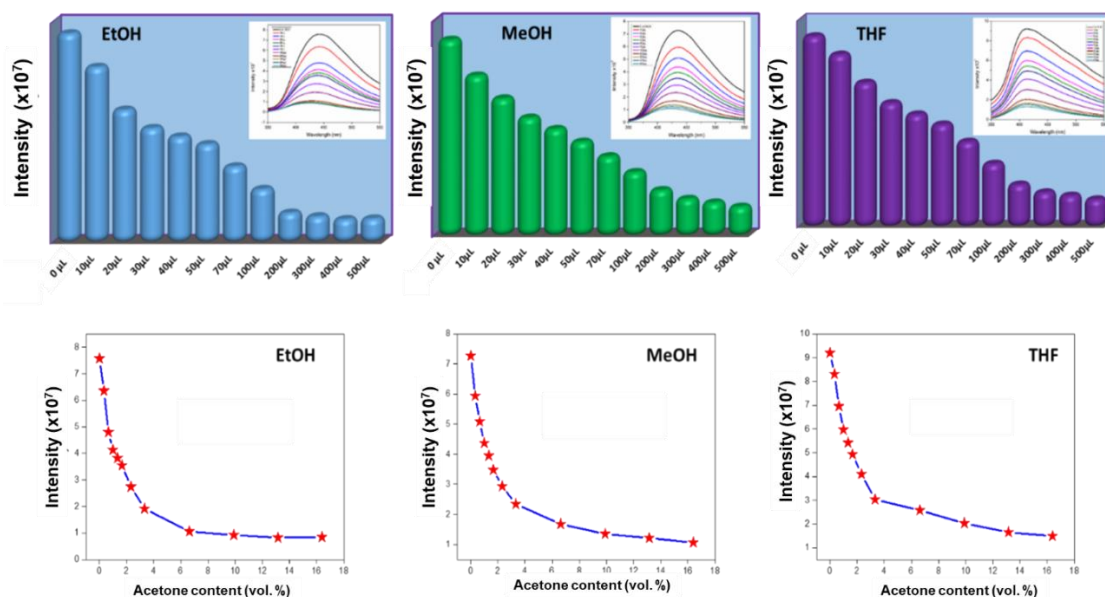 EtOH
Intensity (x10⁷)
0 µL
10µL
20µL
30µL
40µL
50µL
70µL
100µL
200µL
300µL
400µL
500µL
Wavelength (nm)
MeOH
Intensity (x10⁷)
0 µL
10µL
20µL
30µL
40µL
50µL
70µL
100µL
200µL
300µL
400µL
500µL
Wavelength (nm)
THF
Intensity (x10⁷)
0 µL
10µL
20µL
30µL
40µL
50µL
70µL
100µL
200µL
300µL
400µL
500µL
Wavelength (nm)
EtOH
Intensity (x10⁷)
8
7
6
5
4
3
2
1
0
0 2 4 6 8 10 12 14 16 18
Acetone content (vol. %)
MeOH
Intensity (x10⁷)
8
7
6
5
4
3
2
1
0 2 4 6 8 10 12 14 16 18
Acetone content (vol. %)
THF
Intensity (x10⁷)
10
9
8
7
6
5
4
3
2
1
0 2 4 6 8 10 12 14 16 18
Acetone content (vol. %)